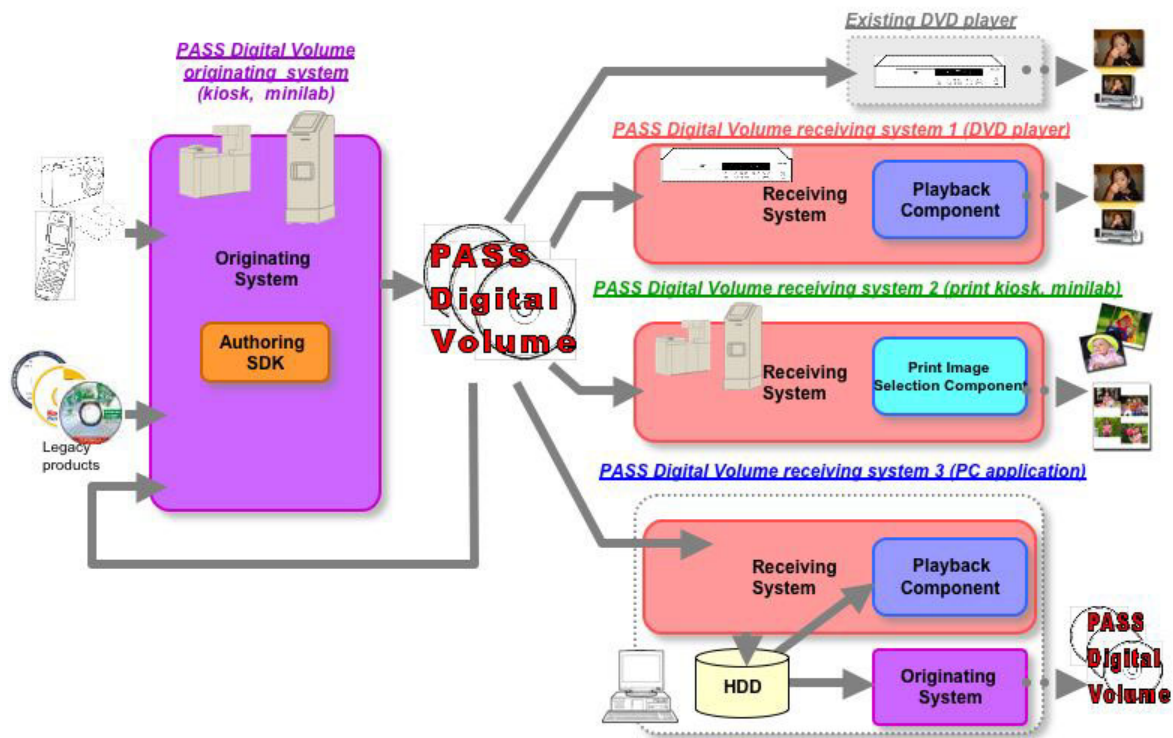 Existing DVD player
PASS Digital Volume
originating system
(kiosk, minilab)
PASS Digital Volume receiving system 1 (DVD player)
Receiving
System
Playback
Component
Originating
System
PASS
Digital
Volume
PASS Digital Volume receiving system 2 (print kiosk, minilab)
Authoring
SDK
Receiving
System
Print Image
Selection Component
Legacy
products
PASS Digital Volume receiving system 3 (PC application)
Receiving
System
Playback
Component
HDD
Originating
System
PASS
Digital
Volume